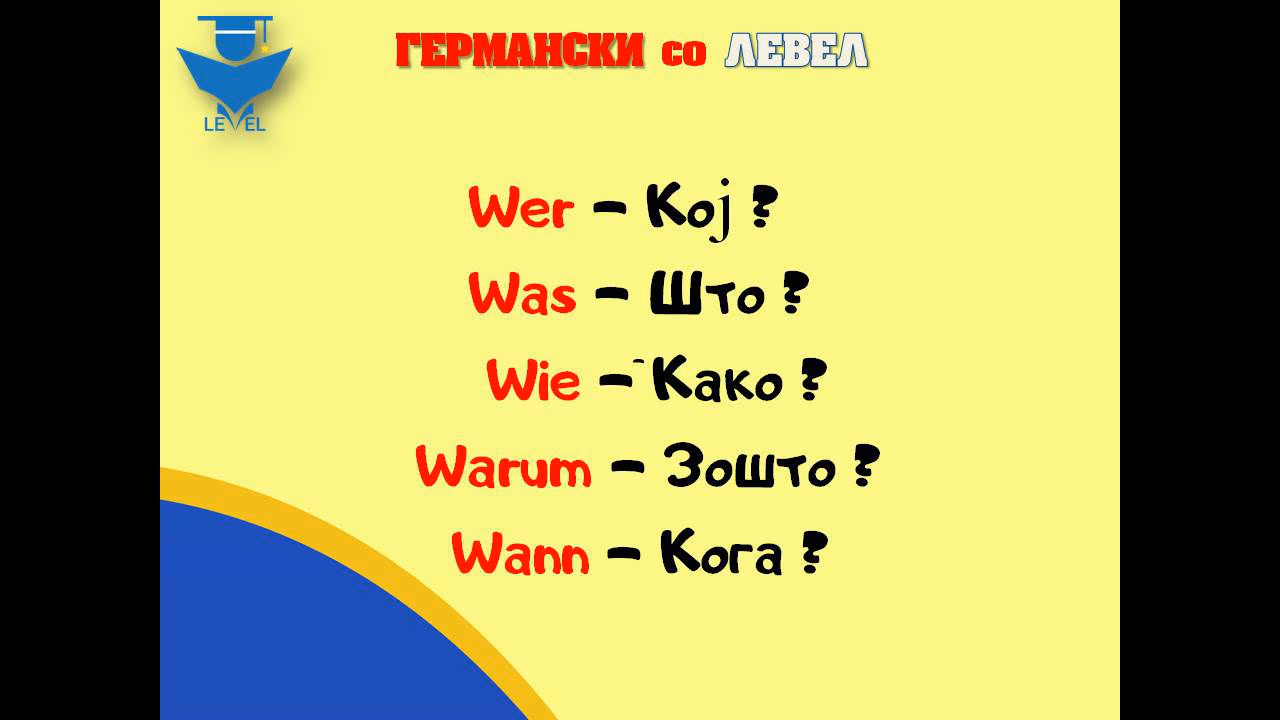 ГЕРМАНСКИ со ЛЕВЕЛ
LEVEL
Wer – Кој ?
Was – Што ?
Wie – Како ?
Warum – Зошто ?
Wann – Кога ?